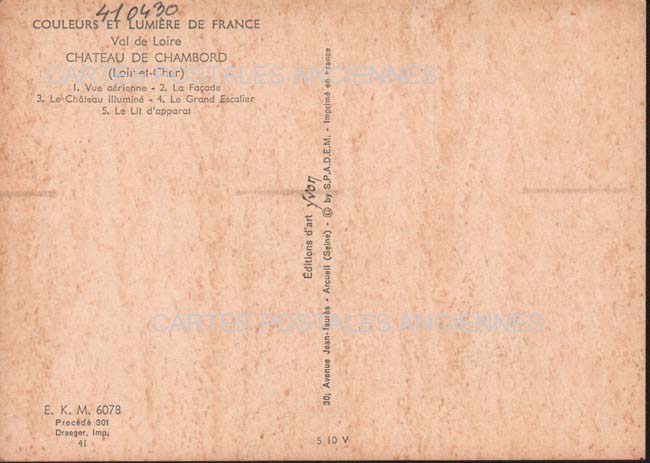 410430
COULEURS ET LUMIÈRE DE FRANCE
Val de Loire
CHATEAU DE CHAMBORD
(Loir-et-Cher)
1. Vue aérienne - 2. La Façade
3. Le Château illuminé - 4. Le Grand Escalier
5. Le Lit d'apparat
CARTES POSTALES ANCIENNES
Éditions d'art yvon
30, Avenue Jean-Jaurès - Arcueil (Seine) - © by S.P.A.D.E.M. - Imprimé en France
CARTES POSTALES ANCIENNES
E. K. M. 6078
Procédé 301
Draeger, Imp.
41
5 10 V